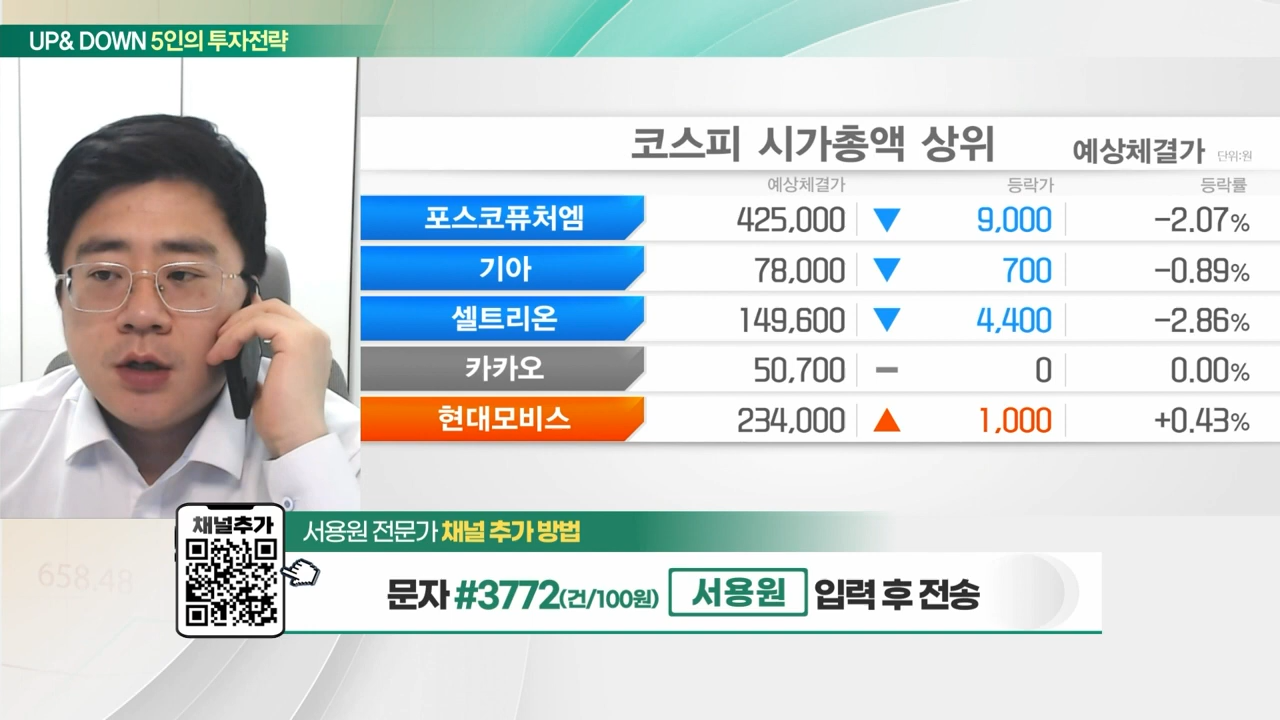 UP& DOWN 5인의 투자전략
코스피 시가총액 상위 예상체결가 단위:원
예상체결가 등락가 등락률
포스코퓨처엠 425,000 ▼ 9,000 -2.07%
기아 78,000 ▼ 700 -0.89%
셀트리온 149,600 ▼ 4,400 -2.86%
카카오 50,700 - 0 0.00%
현대모비스 234,000 ▲ 1,000 +0.43%
채널추가
서용원 전문가 채널 추가 방법
문자 #3772(건/100원) 서용원 입력 후 전송
658.48